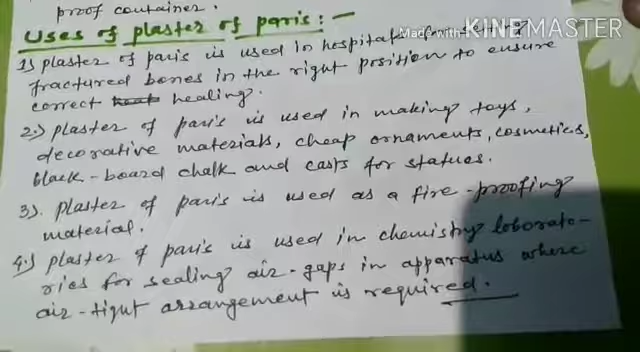 proof container.
Uses of plaster of paris:-
Made with KINEMASTER
1) plaster of paris is used in hospitals for setting
fractured bones in the right position to ensure
correct healing.
2.) plaster of paris is used in making toys,
decorative materials, cheap ornaments, cosmetics,
black-board chalk and casts for statues.
3). plaster of paris is used as a fire-proofing
material.
4.) plaster of paris is used in chemistry loborato-
ries for sealing air-gaps in apparatus where
air-tight arrangement is required.